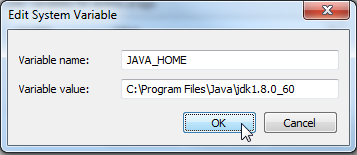 Edit System Variable
Variable name: JAVA_HOME
Variable value: C:\Program Files\Java\jdk1.8.0_60
OK Cancel